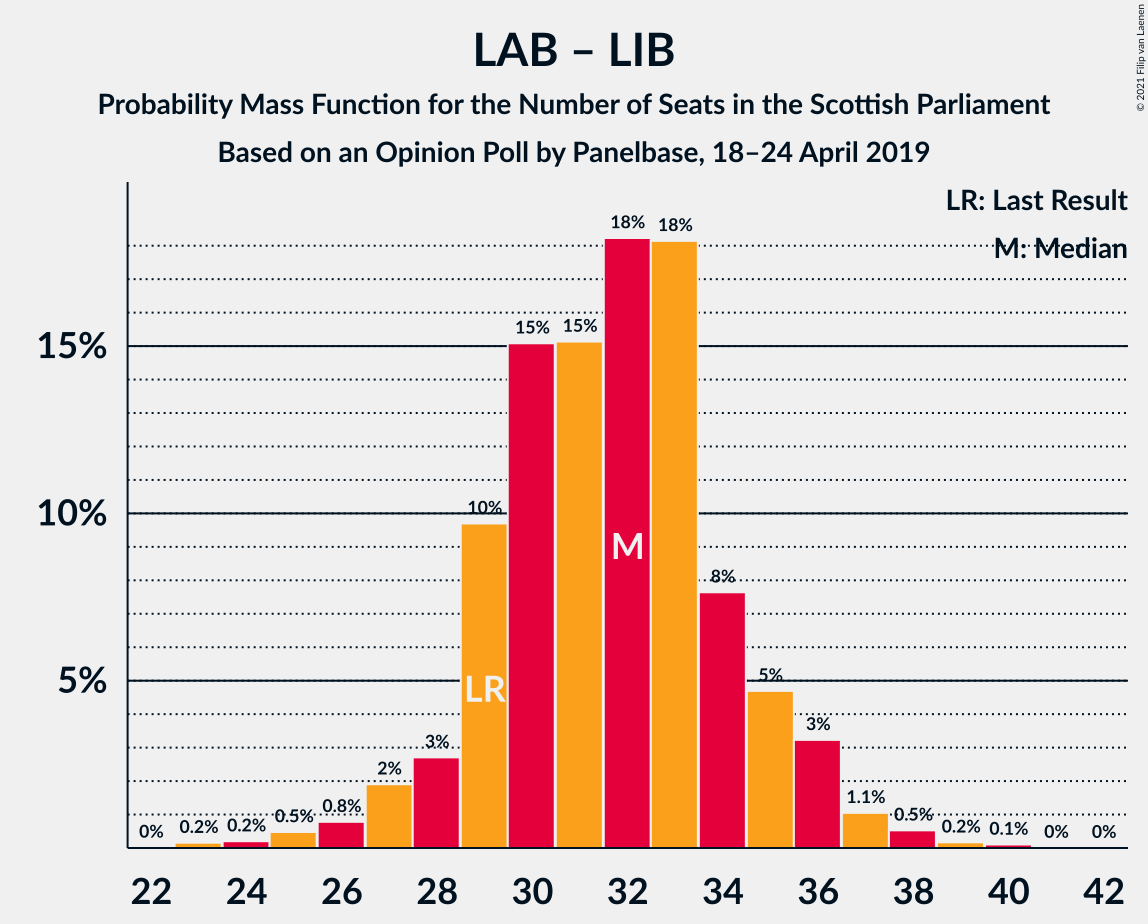 LAB – LIB
Probability Mass Function for the Number of Seats in the Scottish Parliament
Based on an Opinion Poll by Panelbase, 18–24 April 2019
© 2021 Filip van Laenen
LR: Last Result
M: Median
18% 18%
15% 15%
15%
10%
10%
M
8%
LR
5%
5%
3% 3%
2%
0% 0.2% 0.2% 0.5% 0.8% 1.1% 0.5% 0.2% 0.1% 0% 0%
22 24 26 28 30 32 34 36 38 40 42